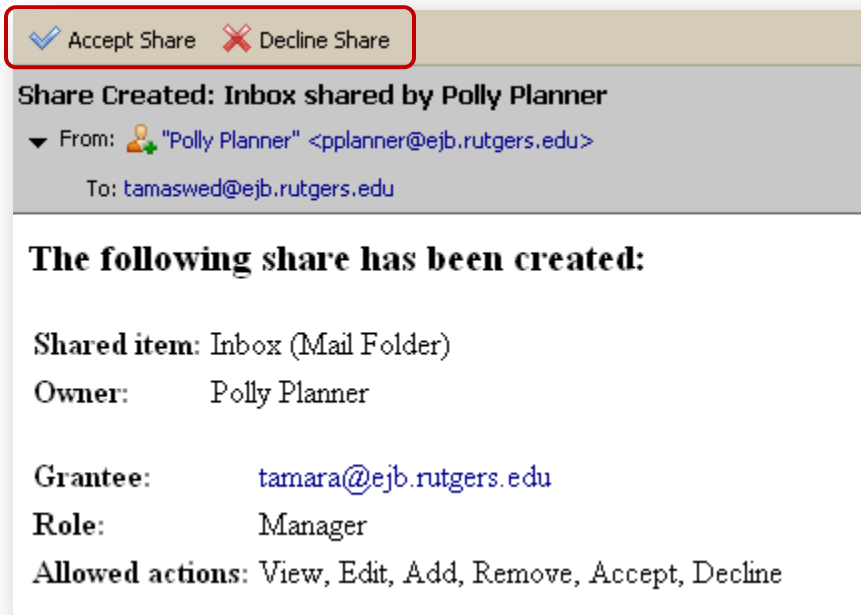 Accept Share Decline Share
Share Created: Inbox shared by Polly Planner
From: "Polly Planner" <pplanner@ejb.rutgers.edu>
To: tamaswed@ejb.rutgers.edu
The following share has been created:
Shared item: Inbox (Mail Folder)
Owner: Polly Planner
Grantee: tamara@ejb.rutgers.edu
Role: Manager
Allowed actions: View, Edit, Add, Remove, Accept, Decline